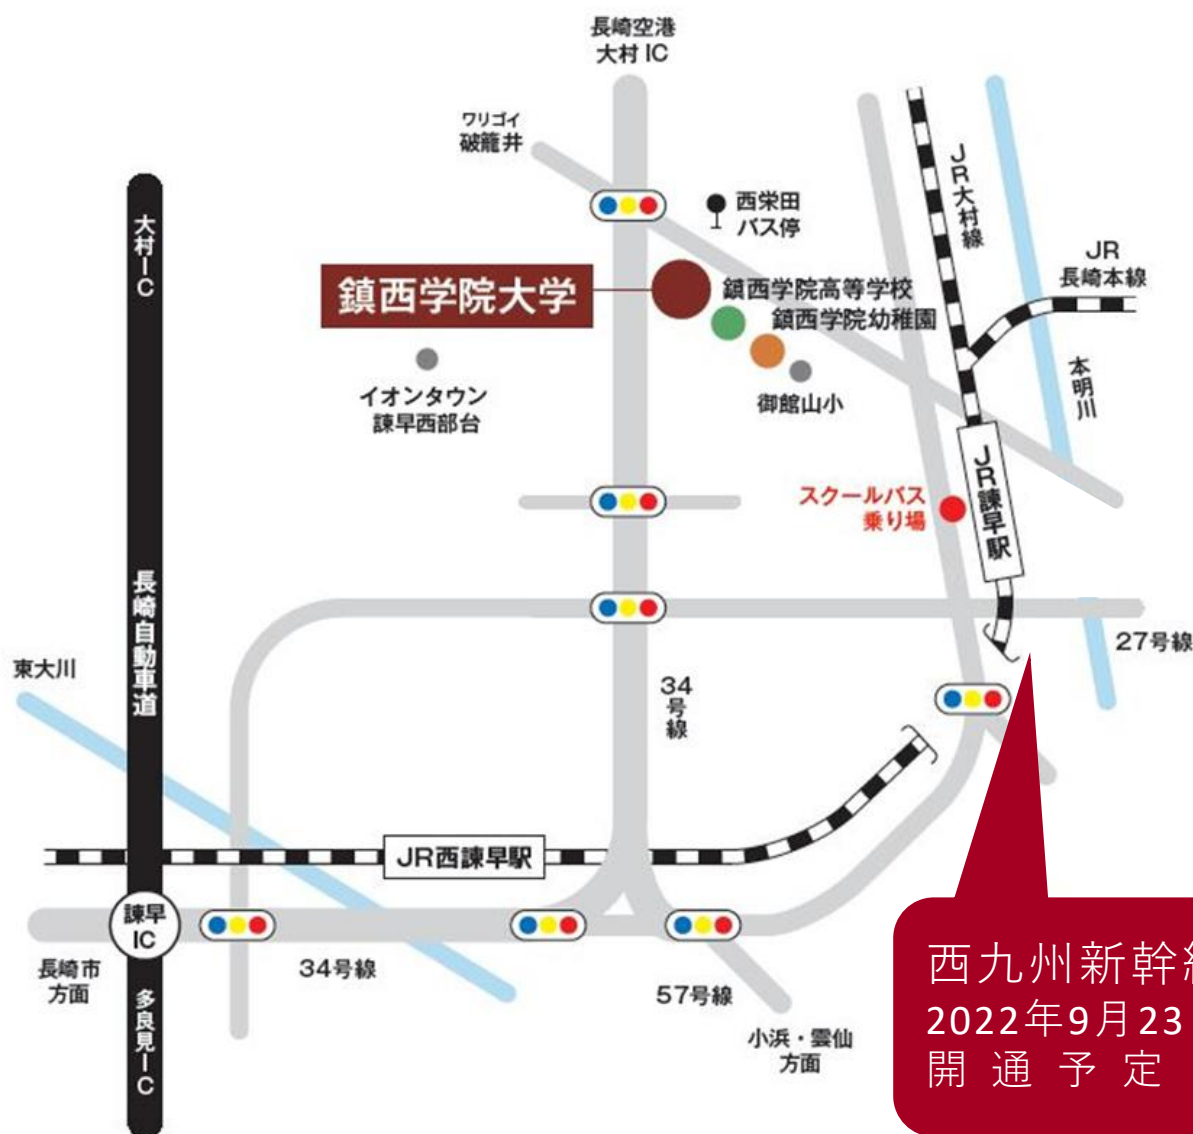 長崎空港
大村 IC
ワリゴイ
破籠井
西栄田
バス停
JR大村線
JR
長崎本線
大村IC
鎮西学院大学
鎮西学院高等学校
鎮西学院幼稚園
御館山小
イオンタウン
諫早西部台
本明川
スクールバス
乗り場
JR諫早駅
長崎自動車道
27号線
東大川
34号線
JR西諫早駅
諫早
IC
長崎市
方面
34号線
57号線
小浜・雲仙
方面
多良見IC
西九州新幹
2022年9月23
開通予定